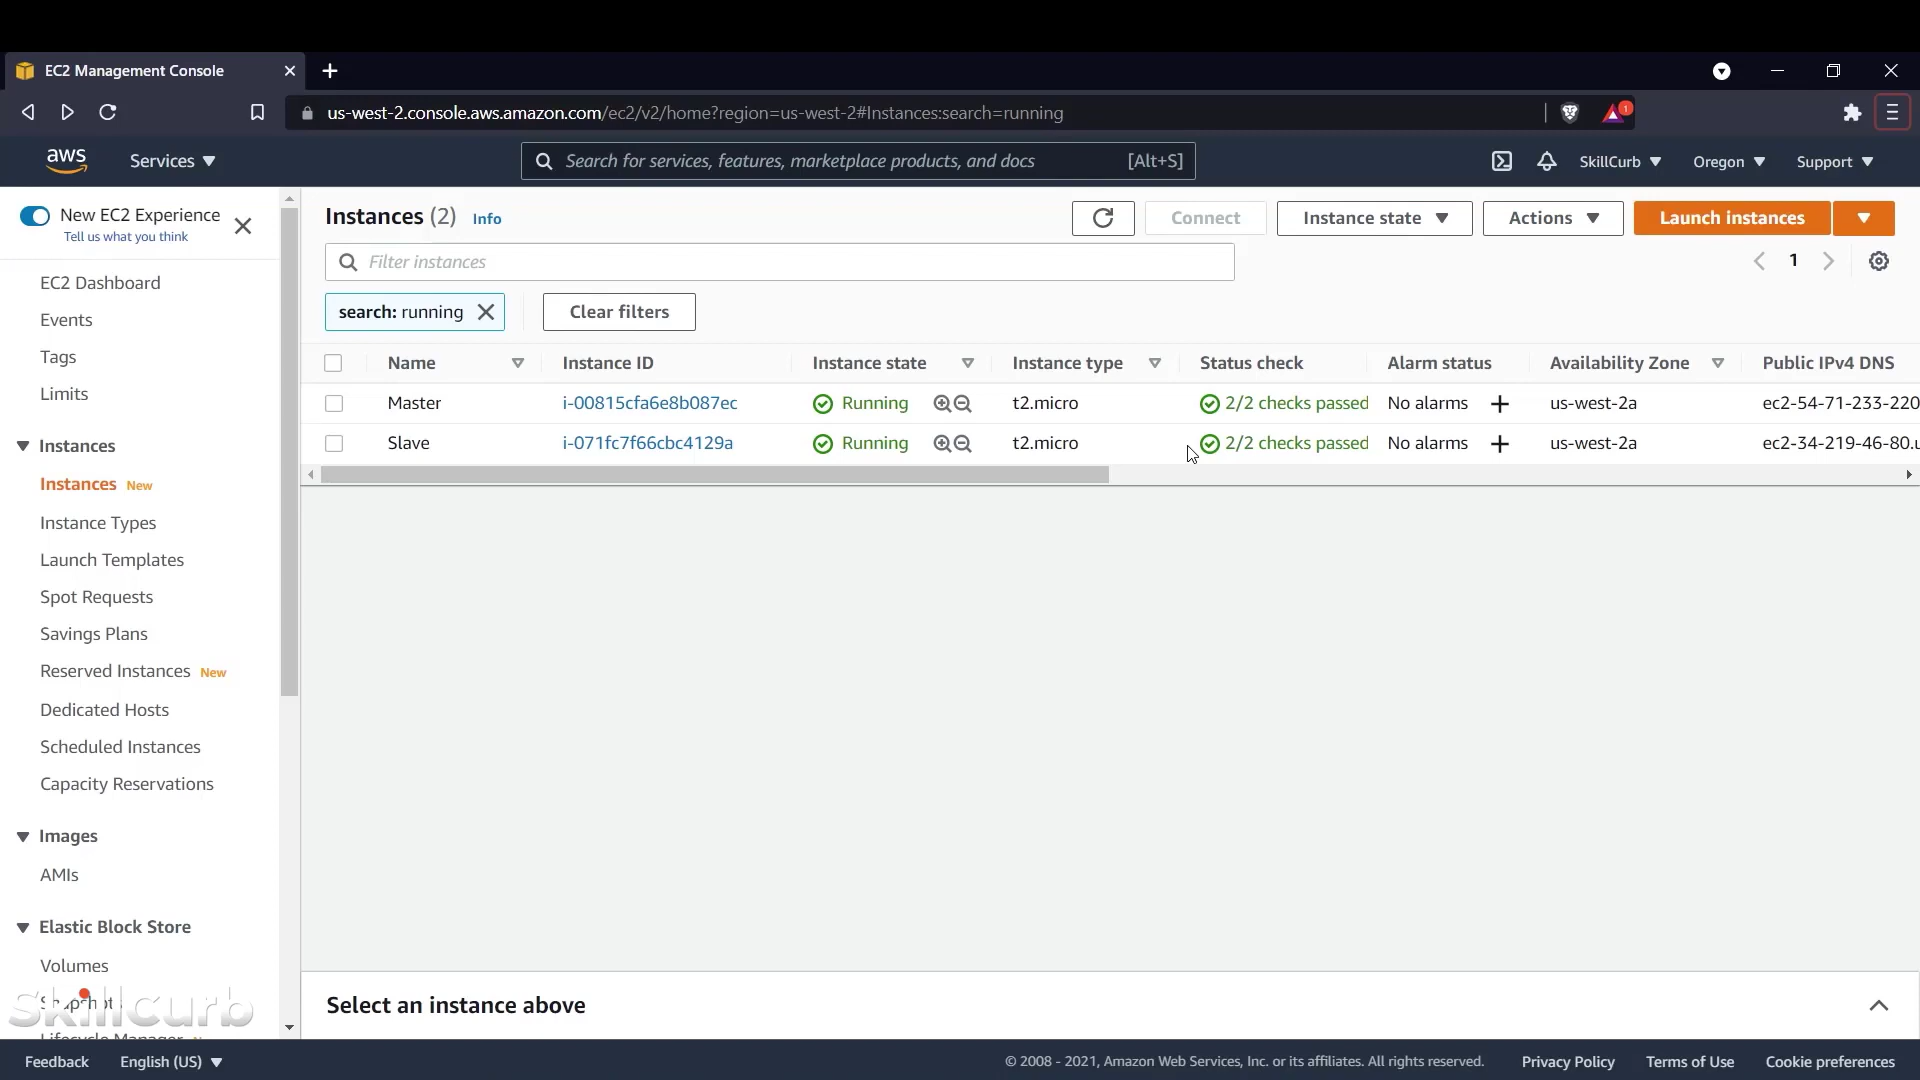 EC2 Management Console
us-west-2.console.aws.amazon.com/ec2/v2/home?region=us-west-2#Instances:search=running
1
aws
Services
Search for services, features, marketplace products, and docs [Alt+S]
SkillCurb
Oregon
Support
New EC2 Experience
Tell us what you think
EC2 Dashboard
Events
Tags
Limits
Instances
Instances New
Instance Types
Launch Templates
Spot Requests
Savings Plans
Reserved Instances New
Dedicated Hosts
Scheduled Instances
Capacity Reservations
Images
AMIs
Elastic Block Store
Volumes
Snapshots
Lifecycle Manager
SkillCurb
Instances (2) Info
Connect
Instance state
Actions
Launch instances
Filter instances
1
search: running
Clear filters
Name Instance ID Instance state Instance type Status check Alarm status Availability Zone Public IPv4 DNS
Master i-00815cfa6e8b087ec Running t2.micro 2/2 checks passed No alarms us-west-2a ec2-54-71-233-220
Slave i-071fc7f66cbc4129a Running t2.micro 2/2 checks passed No alarms us-west-2a ec2-34-219-46-80.u
Select an instance above
Feedback English (US) © 2008 - 2021, Amazon Web Services, Inc. or its affiliates. All rights reserved. Privacy Policy Terms of Use Cookie preferences